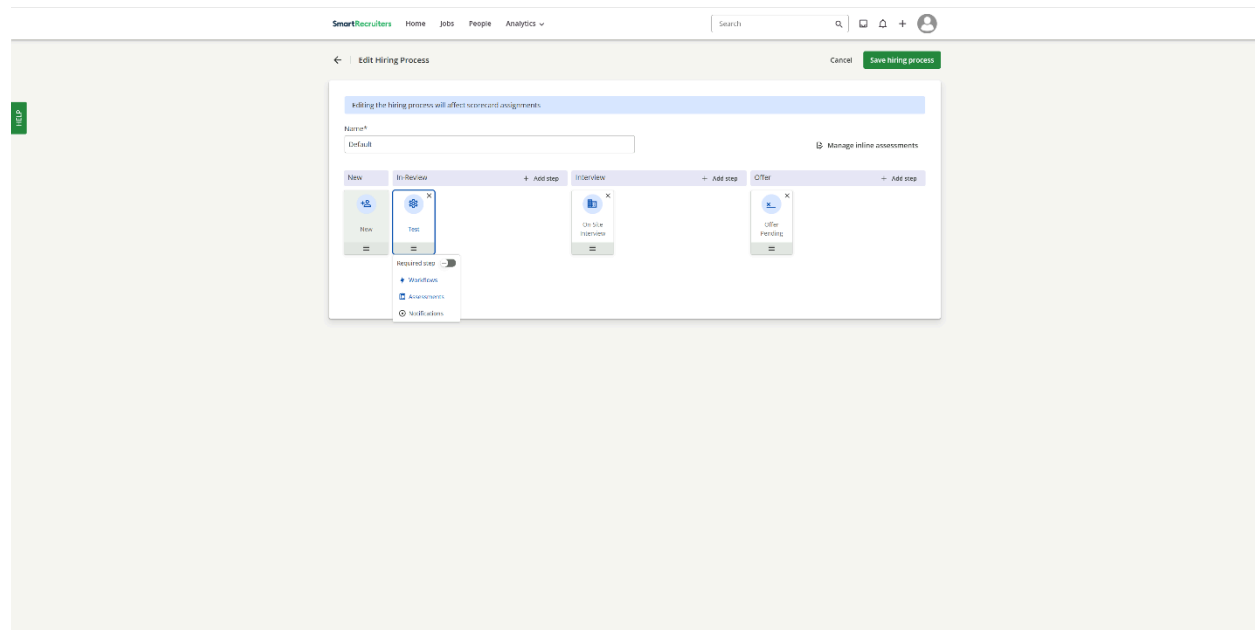 SmartRecruiters Home Jobs People Analytics Search
Edit Hiring Process Cancel Save hiring process
HELP
Editing the hiring process will affect scorecard assignments
Name*
Default
Manage inline assessments
New In-Review + Add step Interview + Add step Offer + Add step
New Test On-Site Interview Offer Pending
Required step
Workflows
Assessments
Notifications